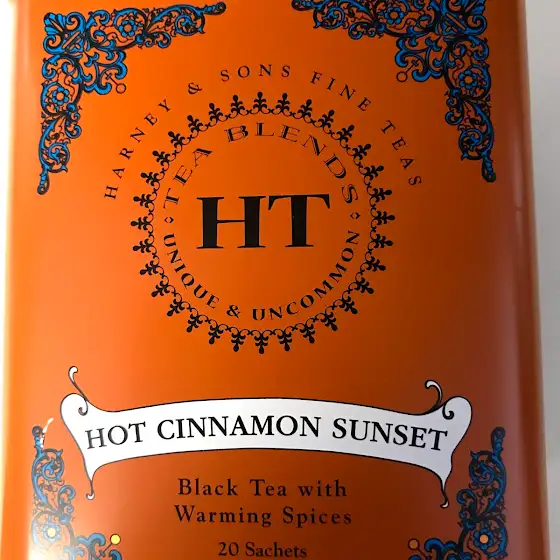 HARNEY & SONS FINE TEAS
TEA BLENDS
HT
UNIQUE & UNCOMMON
HOT CINNAMON SUNSET
Black Tea with
Warming Spices
20 Sachets